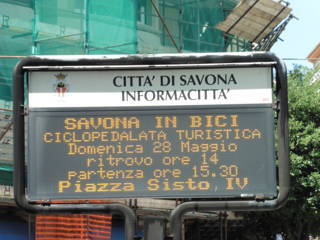 CITTA' DI SAVONA
INFORMACITTA'
SAVONA IN BICI
CICLOPEDALATA TURISTICA
Domenica 28 Maggio
ritrovo ore 14
partenza ore 15.30
Piazza Sisto IV